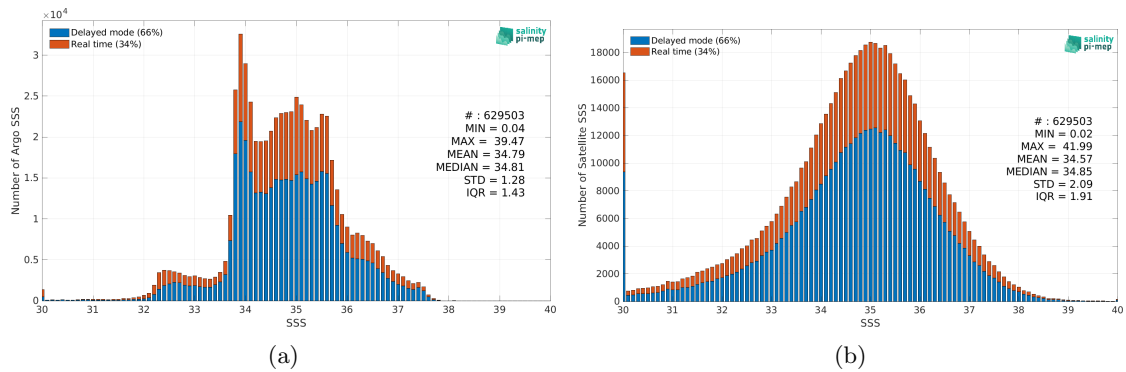 ×10⁴
Delayed mode (66%)
Real time (34%)
salinity
pi-mep
Number of Argo SSS
3
2.5
2
1.5
1
0.5
0
# : 629503
MIN = 0.04
MAX = 39.47
MEAN = 34.79
MEDIAN = 34.81
STD = 1.28
IQR = 1.43
30 31 32 33 34 35 36 37 38 39 40
SSS
(a)
Delayed mode (66%)
Real time (34%)
salinity
pi-mep
Number of Satellite SSS
18000
16000
14000
12000
10000
8000
6000
4000
2000
0
# : 629503
MIN = 0.02
MAX = 41.99
MEAN = 34.57
MEDIAN = 34.85
STD = 2.09
IQR = 1.91
30 31 32 33 34 35 36 37 38 39 40
SSS
(b)